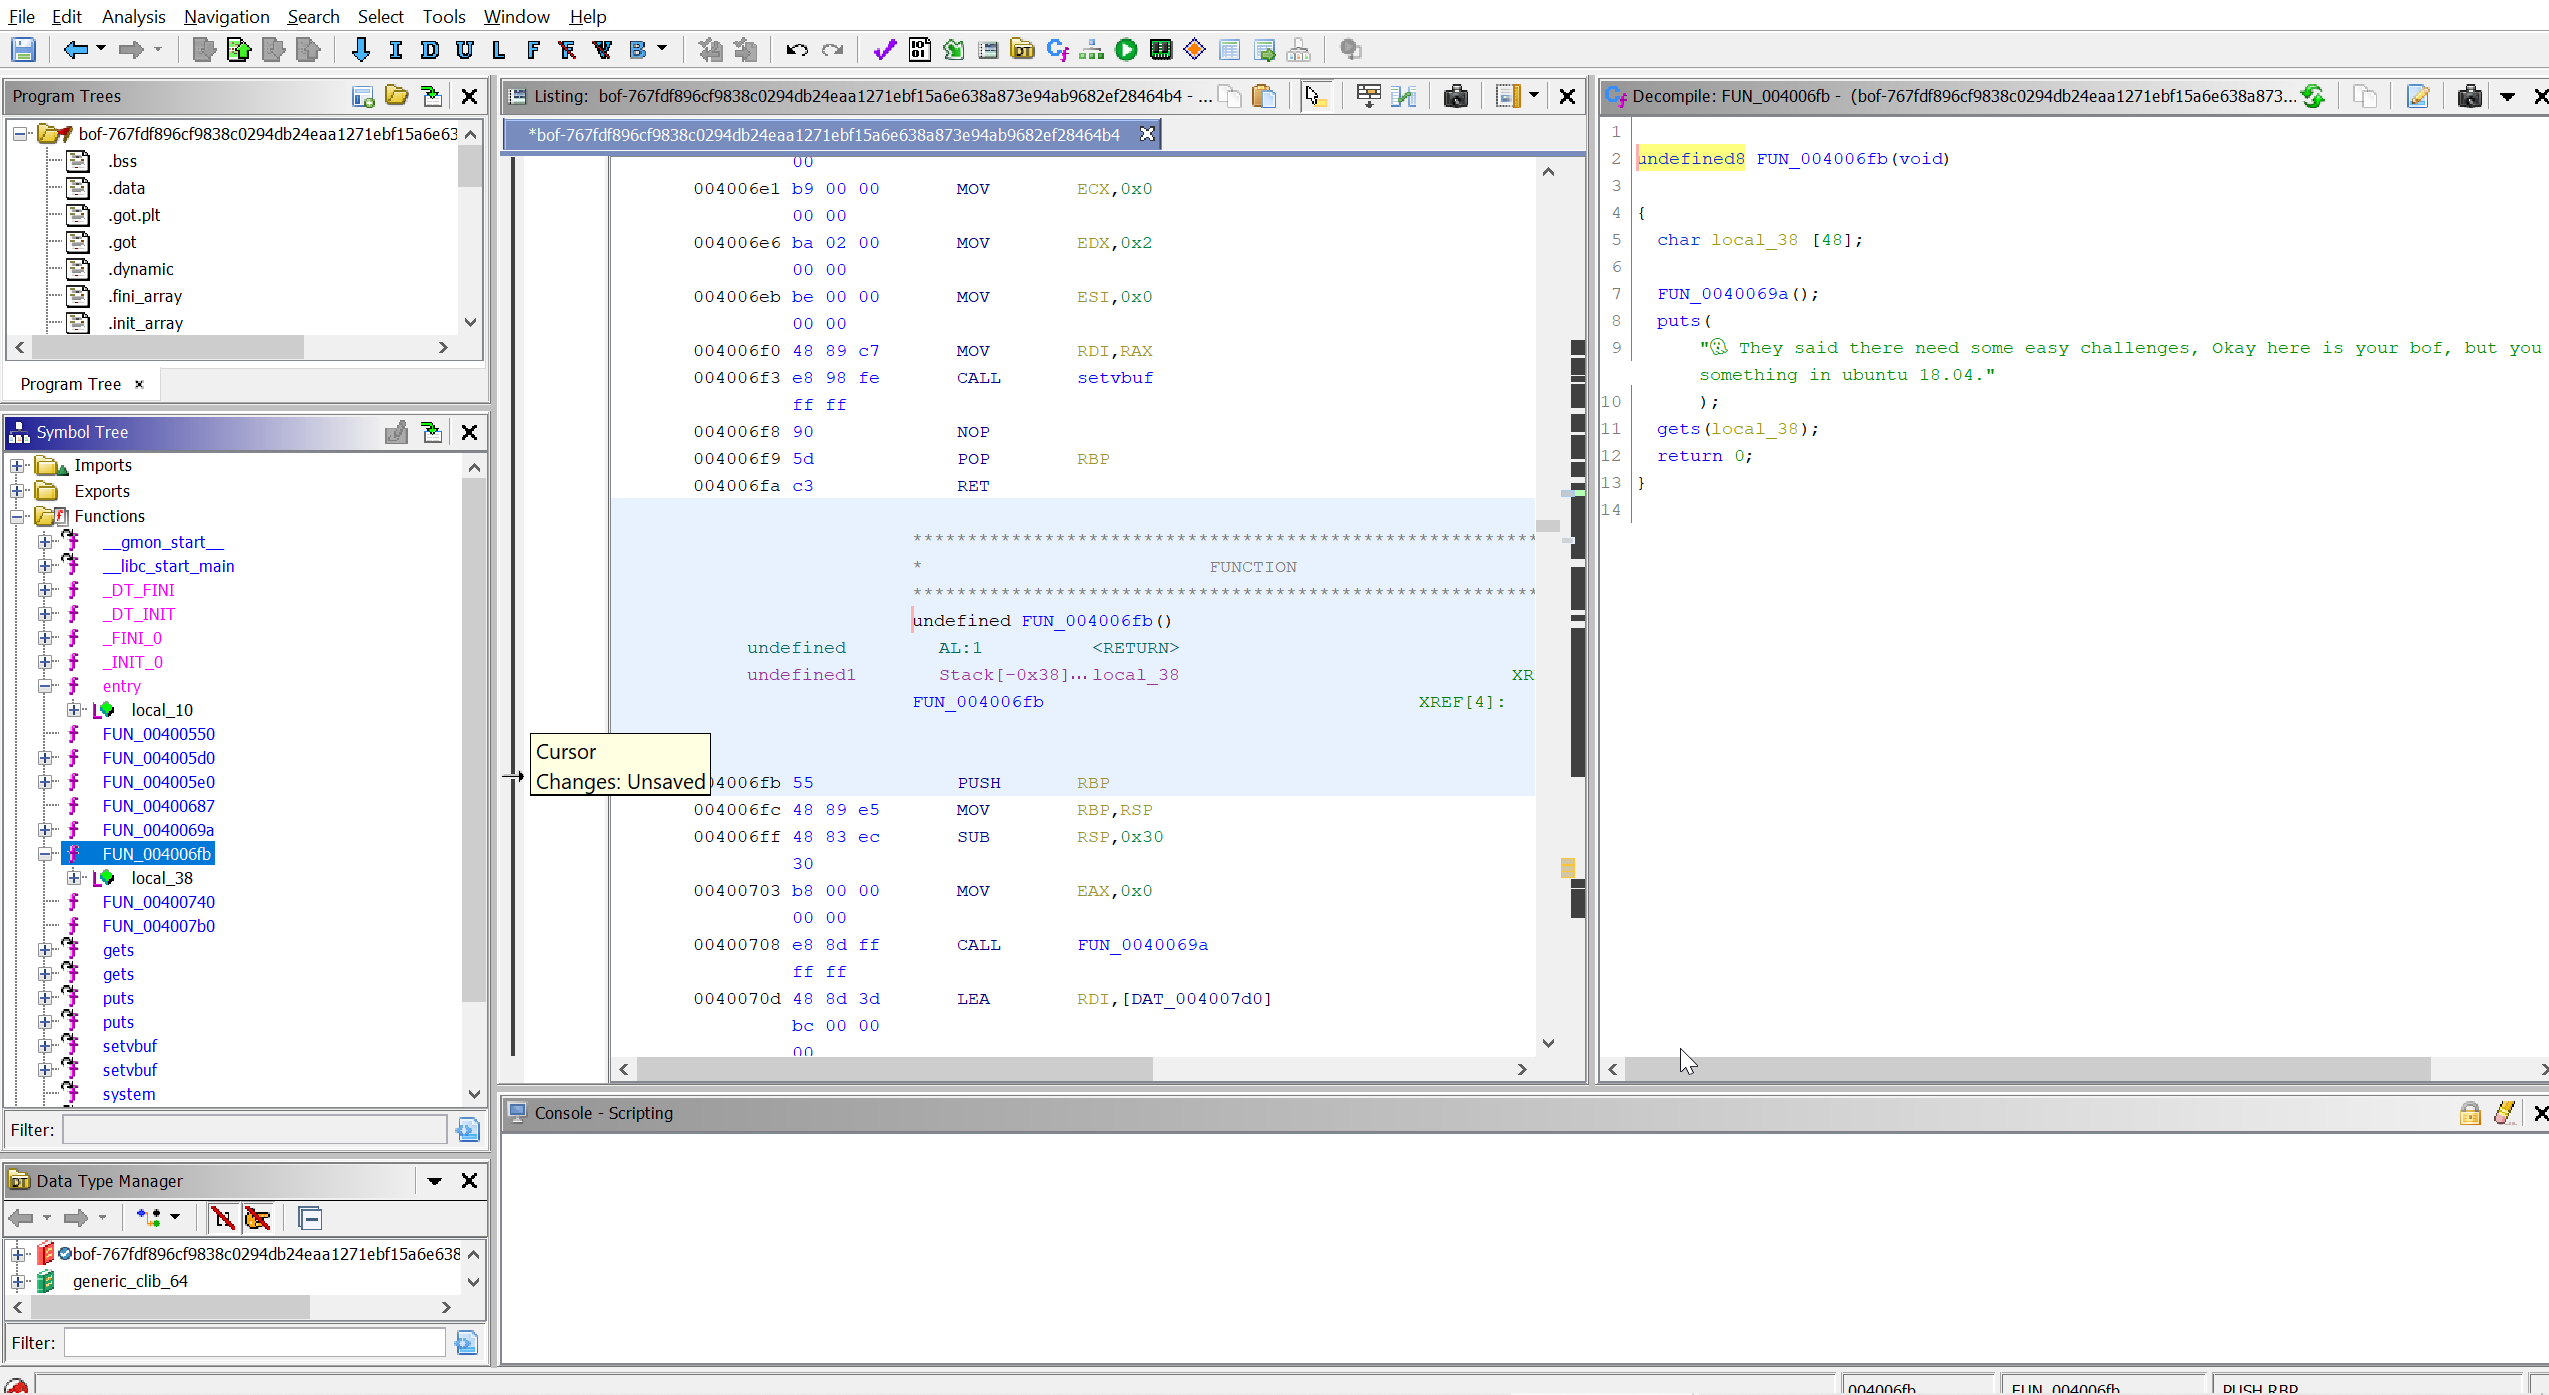 File Edit Analysis Navigation Search Select Tools Window Help
I D U L F B
Program Trees
bof-767fdf896cf9838c0294db24eaa1271ebf15a6e63
.bss
.data
.got.plt
.got
.dynamic
.fini_array
.init_array
Program Tree
Symbol Tree
Imports
Exports
Functions
__gmon_start__
__libc_start_main
_DT_FINI
_DT_INIT
_FINI_0
_INIT_0
entry
local_10
FUN_00400550
FUN_004005d0
FUN_004005e0
FUN_00400687
FUN_0040069a
FUN_004006fb
local_38
FUN_00400740
FUN_004007b0
gets
gets
puts
puts
setvbuf
setvbuf
system
Filter:
Data Type Manager
bof-767fdf896cf9838c0294db24eaa1271ebf15a6e638
generic_clib_64
Filter:
Listing: bof-767fdf896cf9838c0294db24eaa1271ebf15a6e638a873e94ab9682ef28464b4 - ...
*bof-767fdf896cf9838c0294db24eaa1271ebf15a6e638a873e94ab9682ef28464b4
00
004006e1 b9 00 00 MOV ECX,0x0
00 00
004006e6 ba 02 00 MOV EDX,0x2
00 00
004006eb be 00 00 MOV ESI,0x0
00 00
004006f0 48 89 c7 MOV RDI,RAX
004006f3 e8 98 fe CALL setvbuf
ff ff
004006f8 90 NOP
004006f9 5d POP RBP
004006fa c3 RET
*********************************************************
* FUNCTION
*********************************************************
undefined FUN_004006fb()
undefined AL:1 <RETURN>
undefined1 Stack[-0x38]... local_38 XR
FUN_004006fb XREF[4]:
Cursor
Changes: Unsaved
004006fb 55 PUSH RBP
004006fc 48 89 e5 MOV RBP,RSP
004006ff 48 83 ec SUB RSP,0x30
30
00400703 b8 00 00 MOV EAX,0x0
00 00
00400708 e8 8d ff CALL FUN_0040069a
ff ff
0040070d 48 8d 3d LEA RDI,[DAT_004007d0]
bc 00 00
00
Decompile: FUN_004006fb - (bof-767fdf896cf9838c0294db24eaa1271ebf15a6e638a873...
1
2 undefined8 FUN_004006fb(void)
3
4 {
5 char local_38 [48];
6
7 FUN_0040069a();
8 puts(
9 "👻 They said there need some easy challenges, Okay here is your bof, but you
something in ubuntu 18.04."
10 );
11 gets(local_38);
12 return 0;
13 }
14
Console - Scripting
004006fb FUN_004006fb PUSH RBP